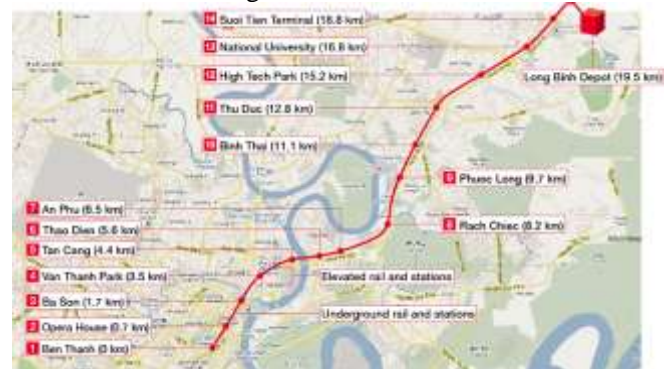 14 Suoi Tien Terminal (18.8 km)
13 National University (16.8 km)
12 High Tech Park (15.2 km)
Long Binh Depot (19.5 km)
11 Thu Duc (12.8 km)
10 Binh Thai (11.1 km)
9 Phuoc Long (9.7 km)
7 An Phu (6.5 km)
6 Thao Dien (5.6 km)
8 Rach Chiec (8.2 km)
5 Tan Cang (4.4 km)
4 Van Thanh Park (3.5 km)
Elevated rail and stations
3 Ba Son (1.7 km)
Underground rail and stations
2 Opera House (0.7 km)
1 Ben Thanh (0 km)